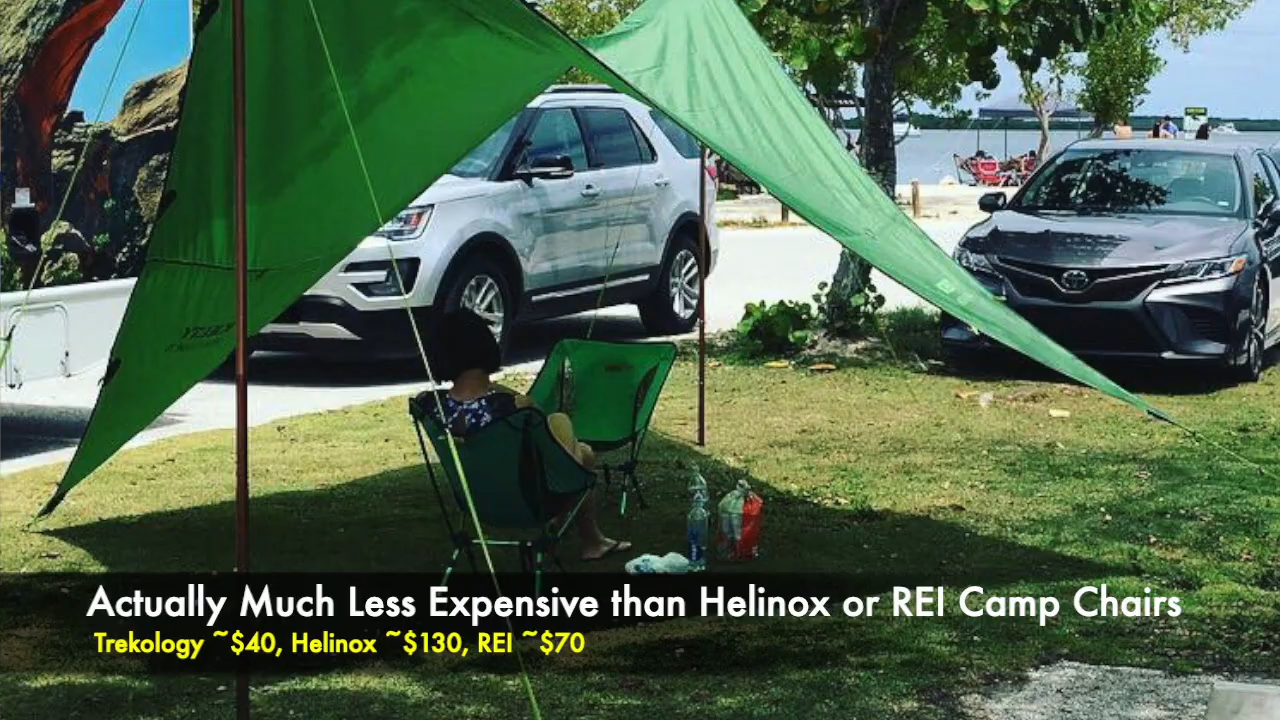 Actually Much Less Expensive than Helinox or REI Camp Chairs
Trekology ~$40, Helinox ~$130, REI ~$70